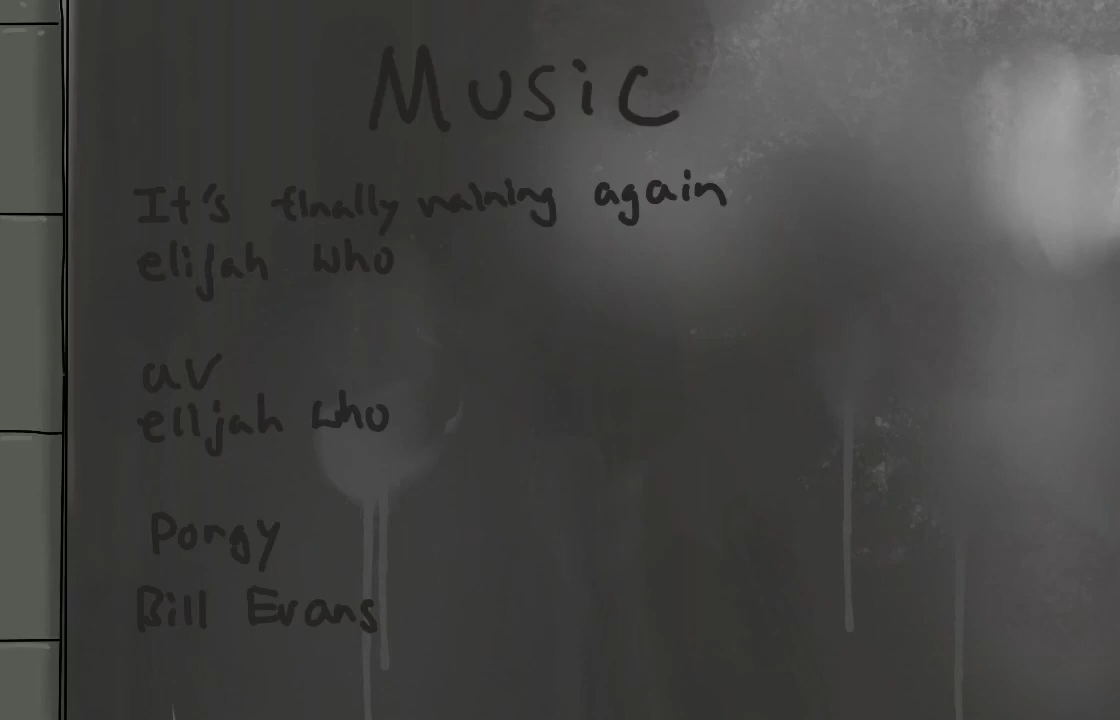 Music
It's finally raining again
elijah who
av
elijah who
Porgy
Bill Evans